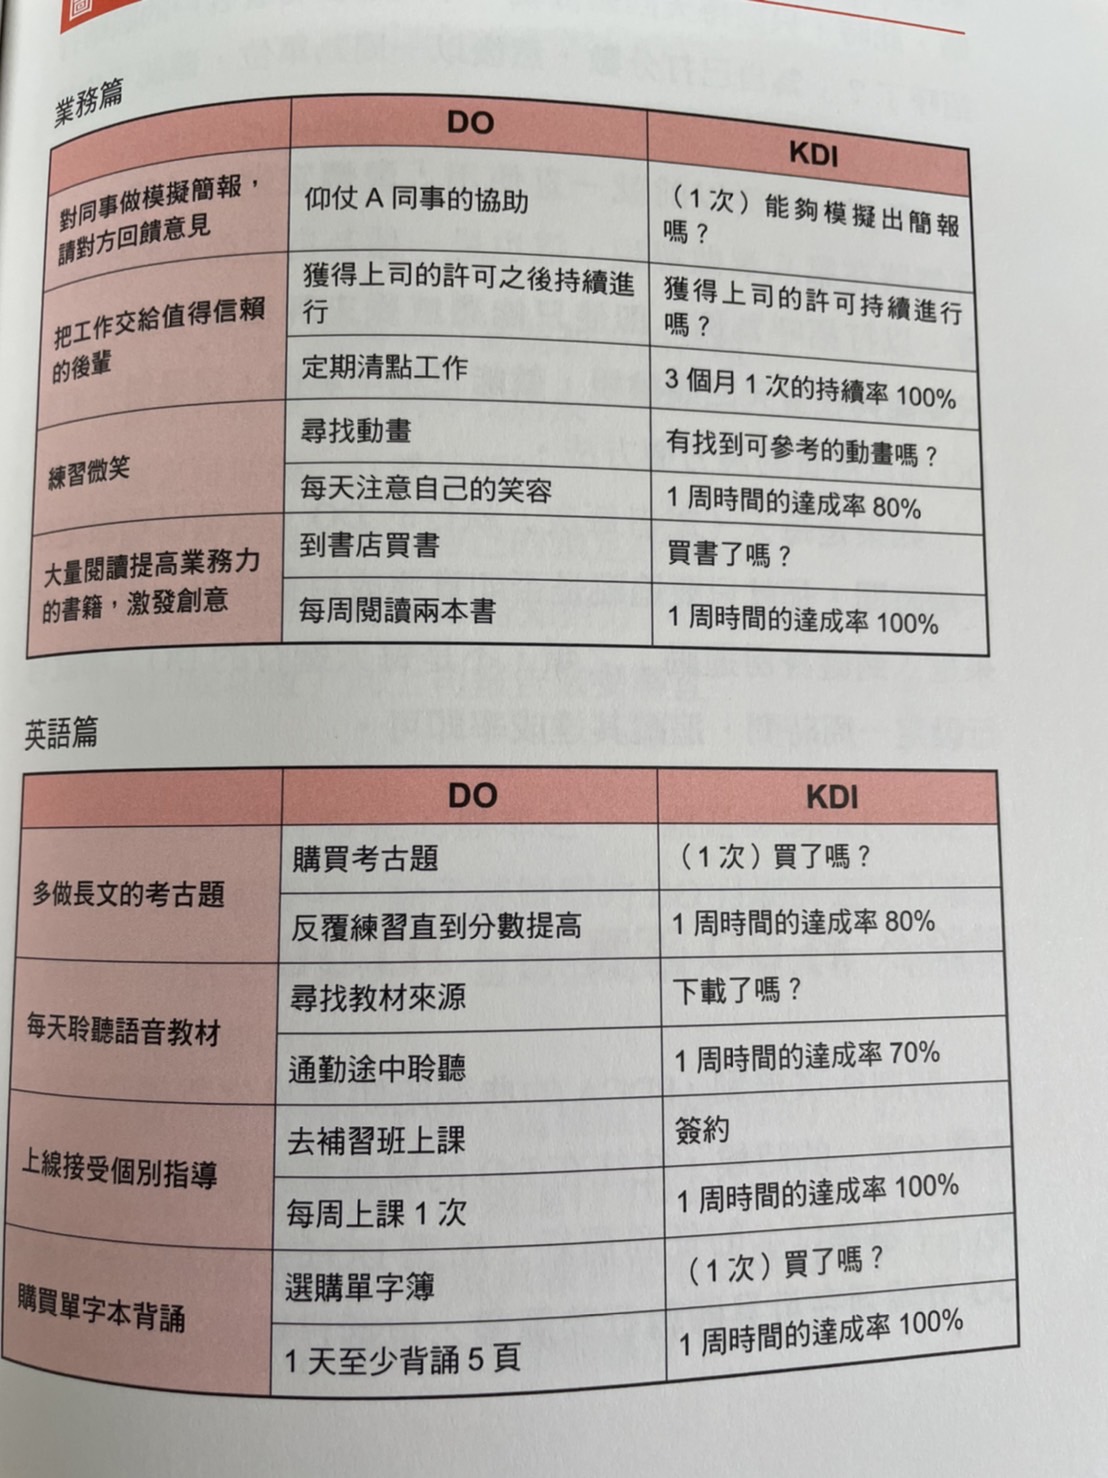 圖
業務篇
DO
KDI
對同事做模擬簡報，
請對方回饋意見
仰仗 A 同事的協助
（1 次）能夠模擬出簡報
嗎？
把工作交給值得信賴
的後輩
獲得上司的許可之後持續進
行
獲得上司的許可持續進行
嗎？
定期清點工作
3 個月 1 次的持續率 100%
練習微笑
尋找動畫
有找到可參考的動畫嗎？
每天注意自己的笑容
1 周時間的達成率 80%
大量閱讀提高業務力
的書籍，激發創意
到書店買書
買書了嗎？
每周閱讀兩本書
1 周時間的達成率 100%
英語篇
DO
KDI
多做長文的考古題
購買考古題
（1 次）買了嗎？
反覆練習直到分數提高
1 周時間的達成率 80%
每天聆聽語音教材
尋找教材來源
下載了嗎？
通勤途中聆聽
1 周時間的達成率 70%
上線接受個別指導
去補習班上課
簽約
每周上課 1 次
1 周時間的達成率 100%
購買單字本背誦
選購單字簿
（1 次）買了嗎？
1 天至少背誦 5 頁
1 周時間的達成率 100%